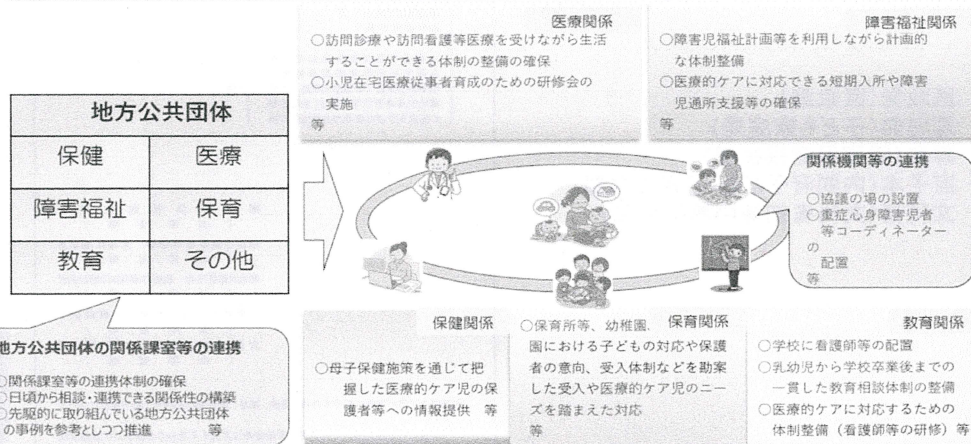 医療関係
○訪問診療や訪問看護等医療を受けながら生活
することができる体制の整備の確保
○小児在宅医療従事者育成のための研修会の
実施
等
障害福祉関係
○障害児福祉計画等を利用しながら計画的
な体制整備
○医療的ケアに対応できる短期入所や障害
児通所支援等の確保
等
地方公共団体
保健 医療
障害福祉 保育
教育 その他
関係機関等の連携
○協議の場の設置
○重症心身障害児者
等コーディネーター
の
配置
等
地方公共団体の関係課室等の連携
○関係課室等の連携体制の確保
○日頃から相談・連携できる関係性の構築
○先駆的に取り組んでいる地方公共団体
の事例を参考としつつ推進 等
保健関係
○母子保健施策を通じて把
握した医療的ケア児の保
護者等への情報提供 等
保育関係
○保育所等、幼稚園、
園における子どもの対応や保護
者の意向、受入体制などを勘案
した受入や医療的ケア児のニー
ズを踏まえた対応
等
教育関係
○学校に看護師等の配置
○乳幼児から学校卒業後までの
一貫した教育相談体制の整備
○医療的ケアに対応するための
体制整備（看護師等の研修）等